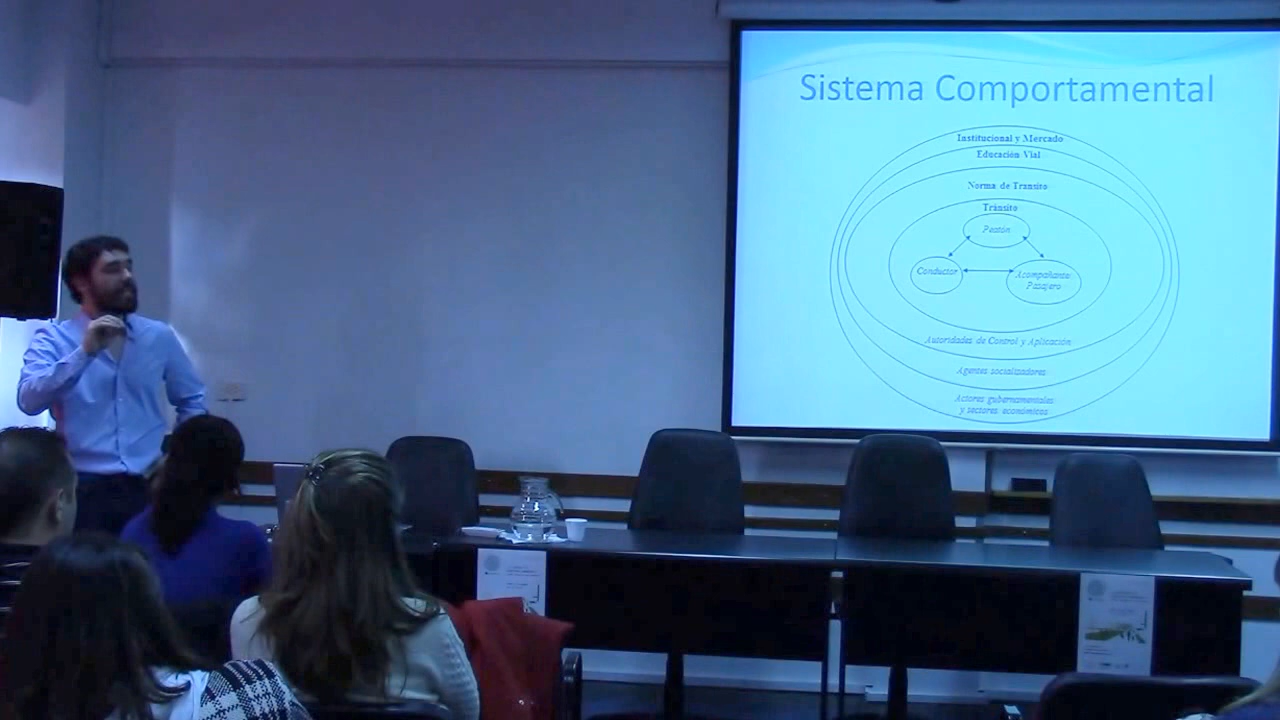 Sistema Comportamental
Institucional y Mercado
Educación Vial
Norma de Transito
Tránsito
Peatón
Conductor
Acompañante
Pasajero
Autoridades de Control y Aplicación
Agentes socializadores
Actores gubernamentales
y sectores económicos